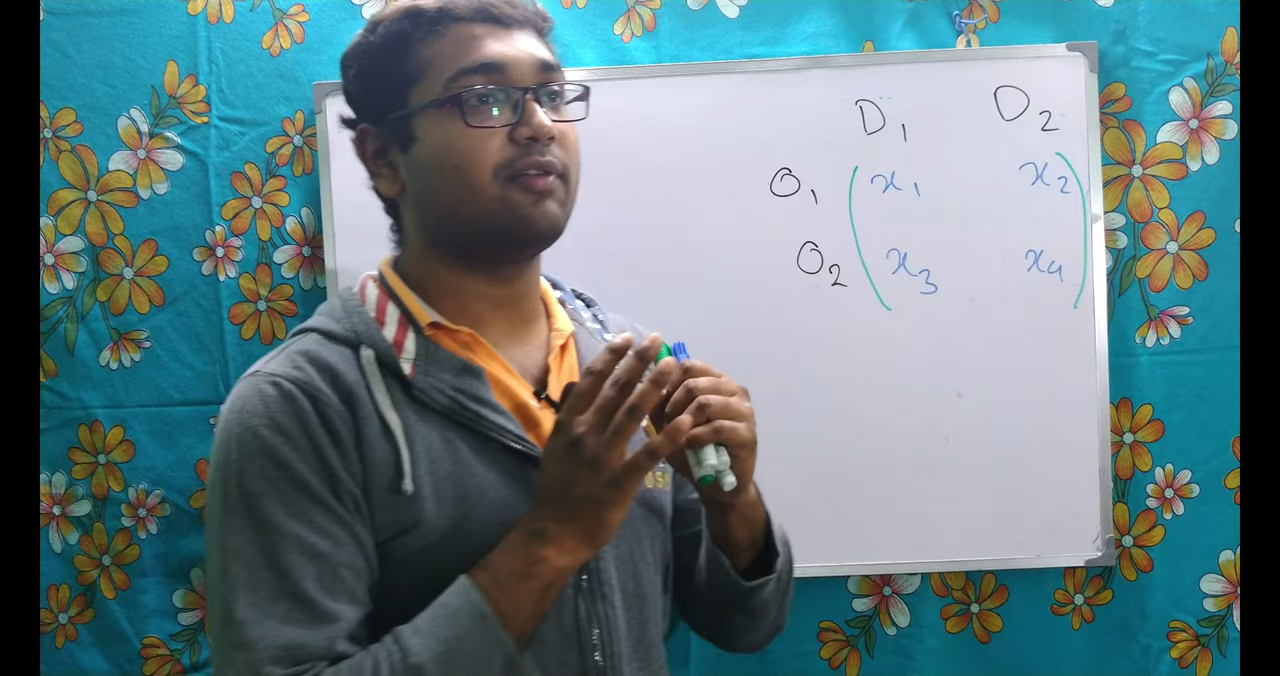 D₁ D₂
O₁ ( x₁ x₂ )
O₂ ( x₃ x₄ )